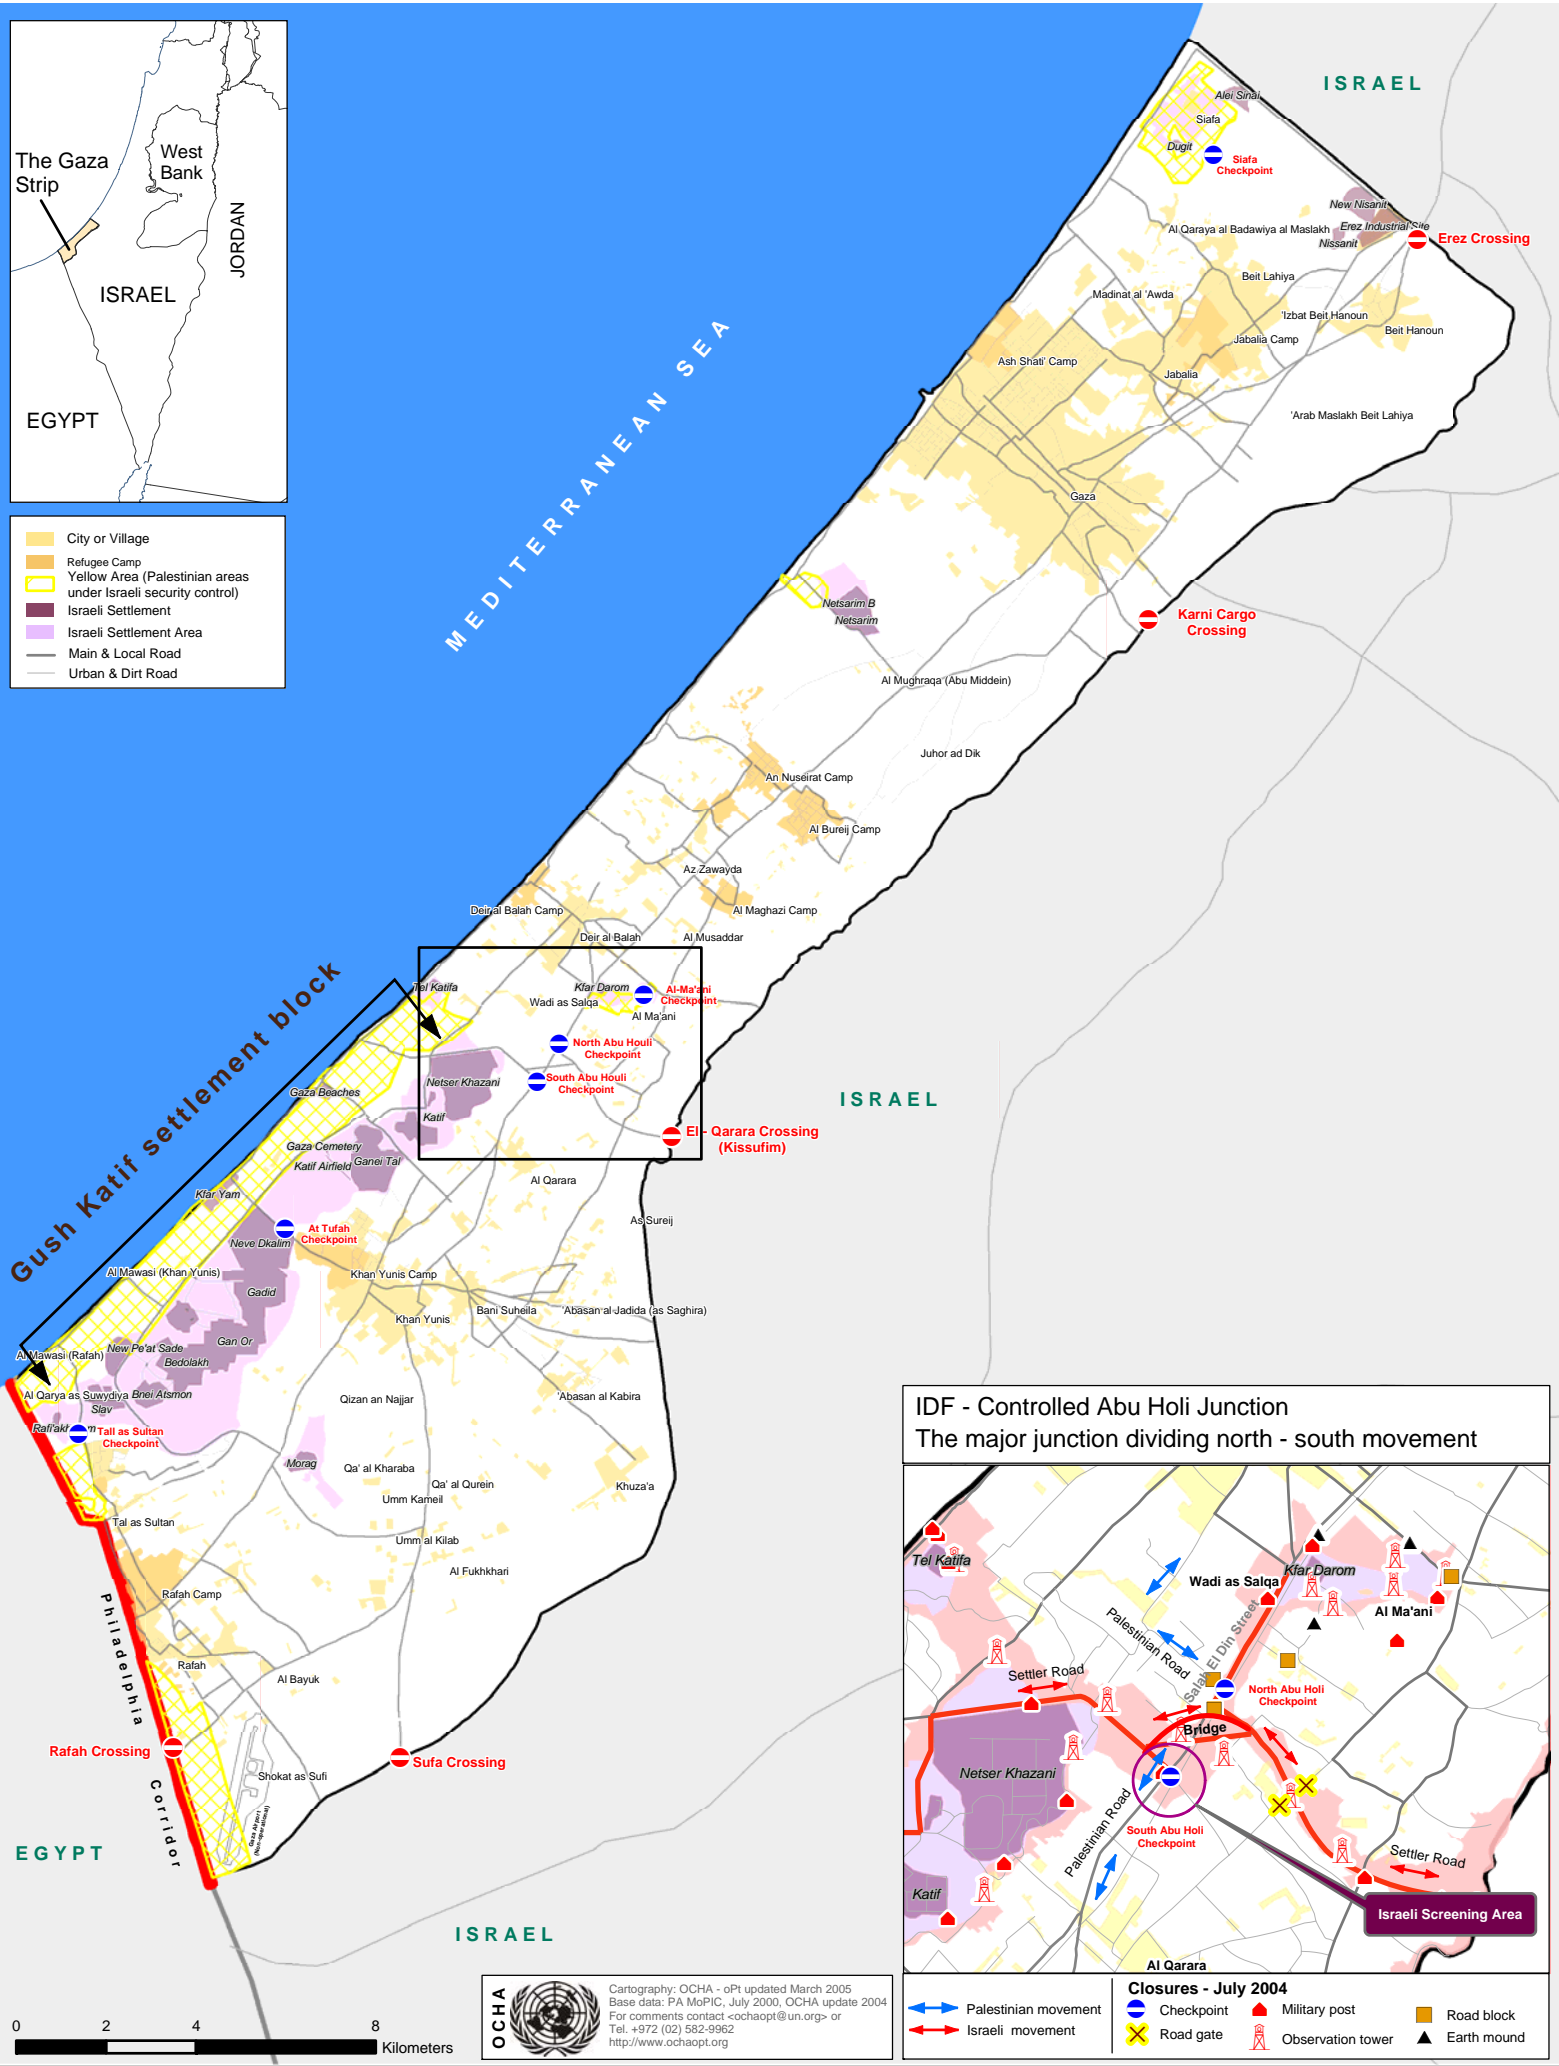 The Gaza
Strip
West
Bank
JORDAN
ISRAEL
EGYPT
City or Village
Refugee Camp
Yellow Area (Palestinian areas
under Israeli security control)
Israeli Settlement
Israeli Settlement Area
Main & Local Road
Urban & Dirt Road
MEDITERRANEAN SEA
ISRAEL
Alei Sinai
Siafa
Dugit
Siafa
Checkpoint
New Nisanit
Erez Industrial Site
Nissanit
Erez Crossing
Al Qaraya al Badawiya al Maslakh
Beit Lahiya
Madinat al 'Awda
'Izbat Beit Hanoun
Beit Hanoun
Jabalia Camp
Ash Shati' Camp
Jabalia
'Arab Maslakh Beit Lahiya
Gaza
Netsarim B
Netsarim
Karni Cargo
Crossing
Al Mughraqa (Abu Middein)
Juhor ad Dik
An Nuseirat Camp
Al Bureij Camp
Az Zawayda
Deir al Balah Camp
Al Maghazi Camp
Deir al Balah
Al Musaddar
Gush Katif settlement block
Tel Katifa
Kfar Darom
Al-Ma'ani
Checkpoint
Wadi as Salqa
Al Ma'ani
North Abu Houli
Checkpoint
South Abu Houli
Checkpoint
Netser Khazani
Gaza Beaches
Katif
ISRAEL
El - Qarara Crossing
(Kissufim)
Gaza Cemetery
Katif Airfield
Ganei Tal
Al Qarara
Kfar Yam
As Sureij
At Tufah
Checkpoint
Neve Dkalim
Al Mawasi (Khan Yunis)
Khan Yunis Camp
Gadid
Khan Yunis
Bani Suheila
'Abasan al Jadida (as Saghira)
Gan Or
New Pe'at Sade
Al Mawasi (Rafah)
Bedolakh
Al Qarya as Suwydiya
Bnei Atsmon
Slav
Qizan an Najjar
'Abasan al Kabira
Tall as Sultan
Checkpoint
Morag
Qa' al Kharaba
Qa' al Qurein
Khuza'a
Umm Kameil
Tal as Sultan
Umm al Kilab
Al Fukhkhari
Rafah Camp
Philadelphia Corridor
Rafah
Al Bayuk
Rafah Crossing
Sufa Crossing
Shokat as Sufi
Gaza Airport
(Non-operational)
EGYPT
ISRAEL
0 2 4 8
Kilometers
OCHA
Cartography: OCHA - oPt updated March 2005
Base data: PA MoPIC, July 2000, OCHA update 2004
For comments contact <ochaopt@un.org> or
Tel. +972 (02) 582-9962
http://www.ochaopt.org
IDF - Controlled Abu Holi Junction
The major junction dividing north - south movement
Tel Katifa
Kfar Darom
Wadi as Salqa
Al Ma'ani
Palestinian Road
Salah El Din Street
Settler Road
North Abu Holi
Checkpoint
Bridge
Netser Khazani
South Abu Holi
Checkpoint
Palestinian Road
Settler Road
Katif
Israeli Screening Area
Al Qarara
Palestinian movement
Israeli movement
Closures - July 2004
Checkpoint
Road gate
Military post
Observation tower
Road block
Earth mound